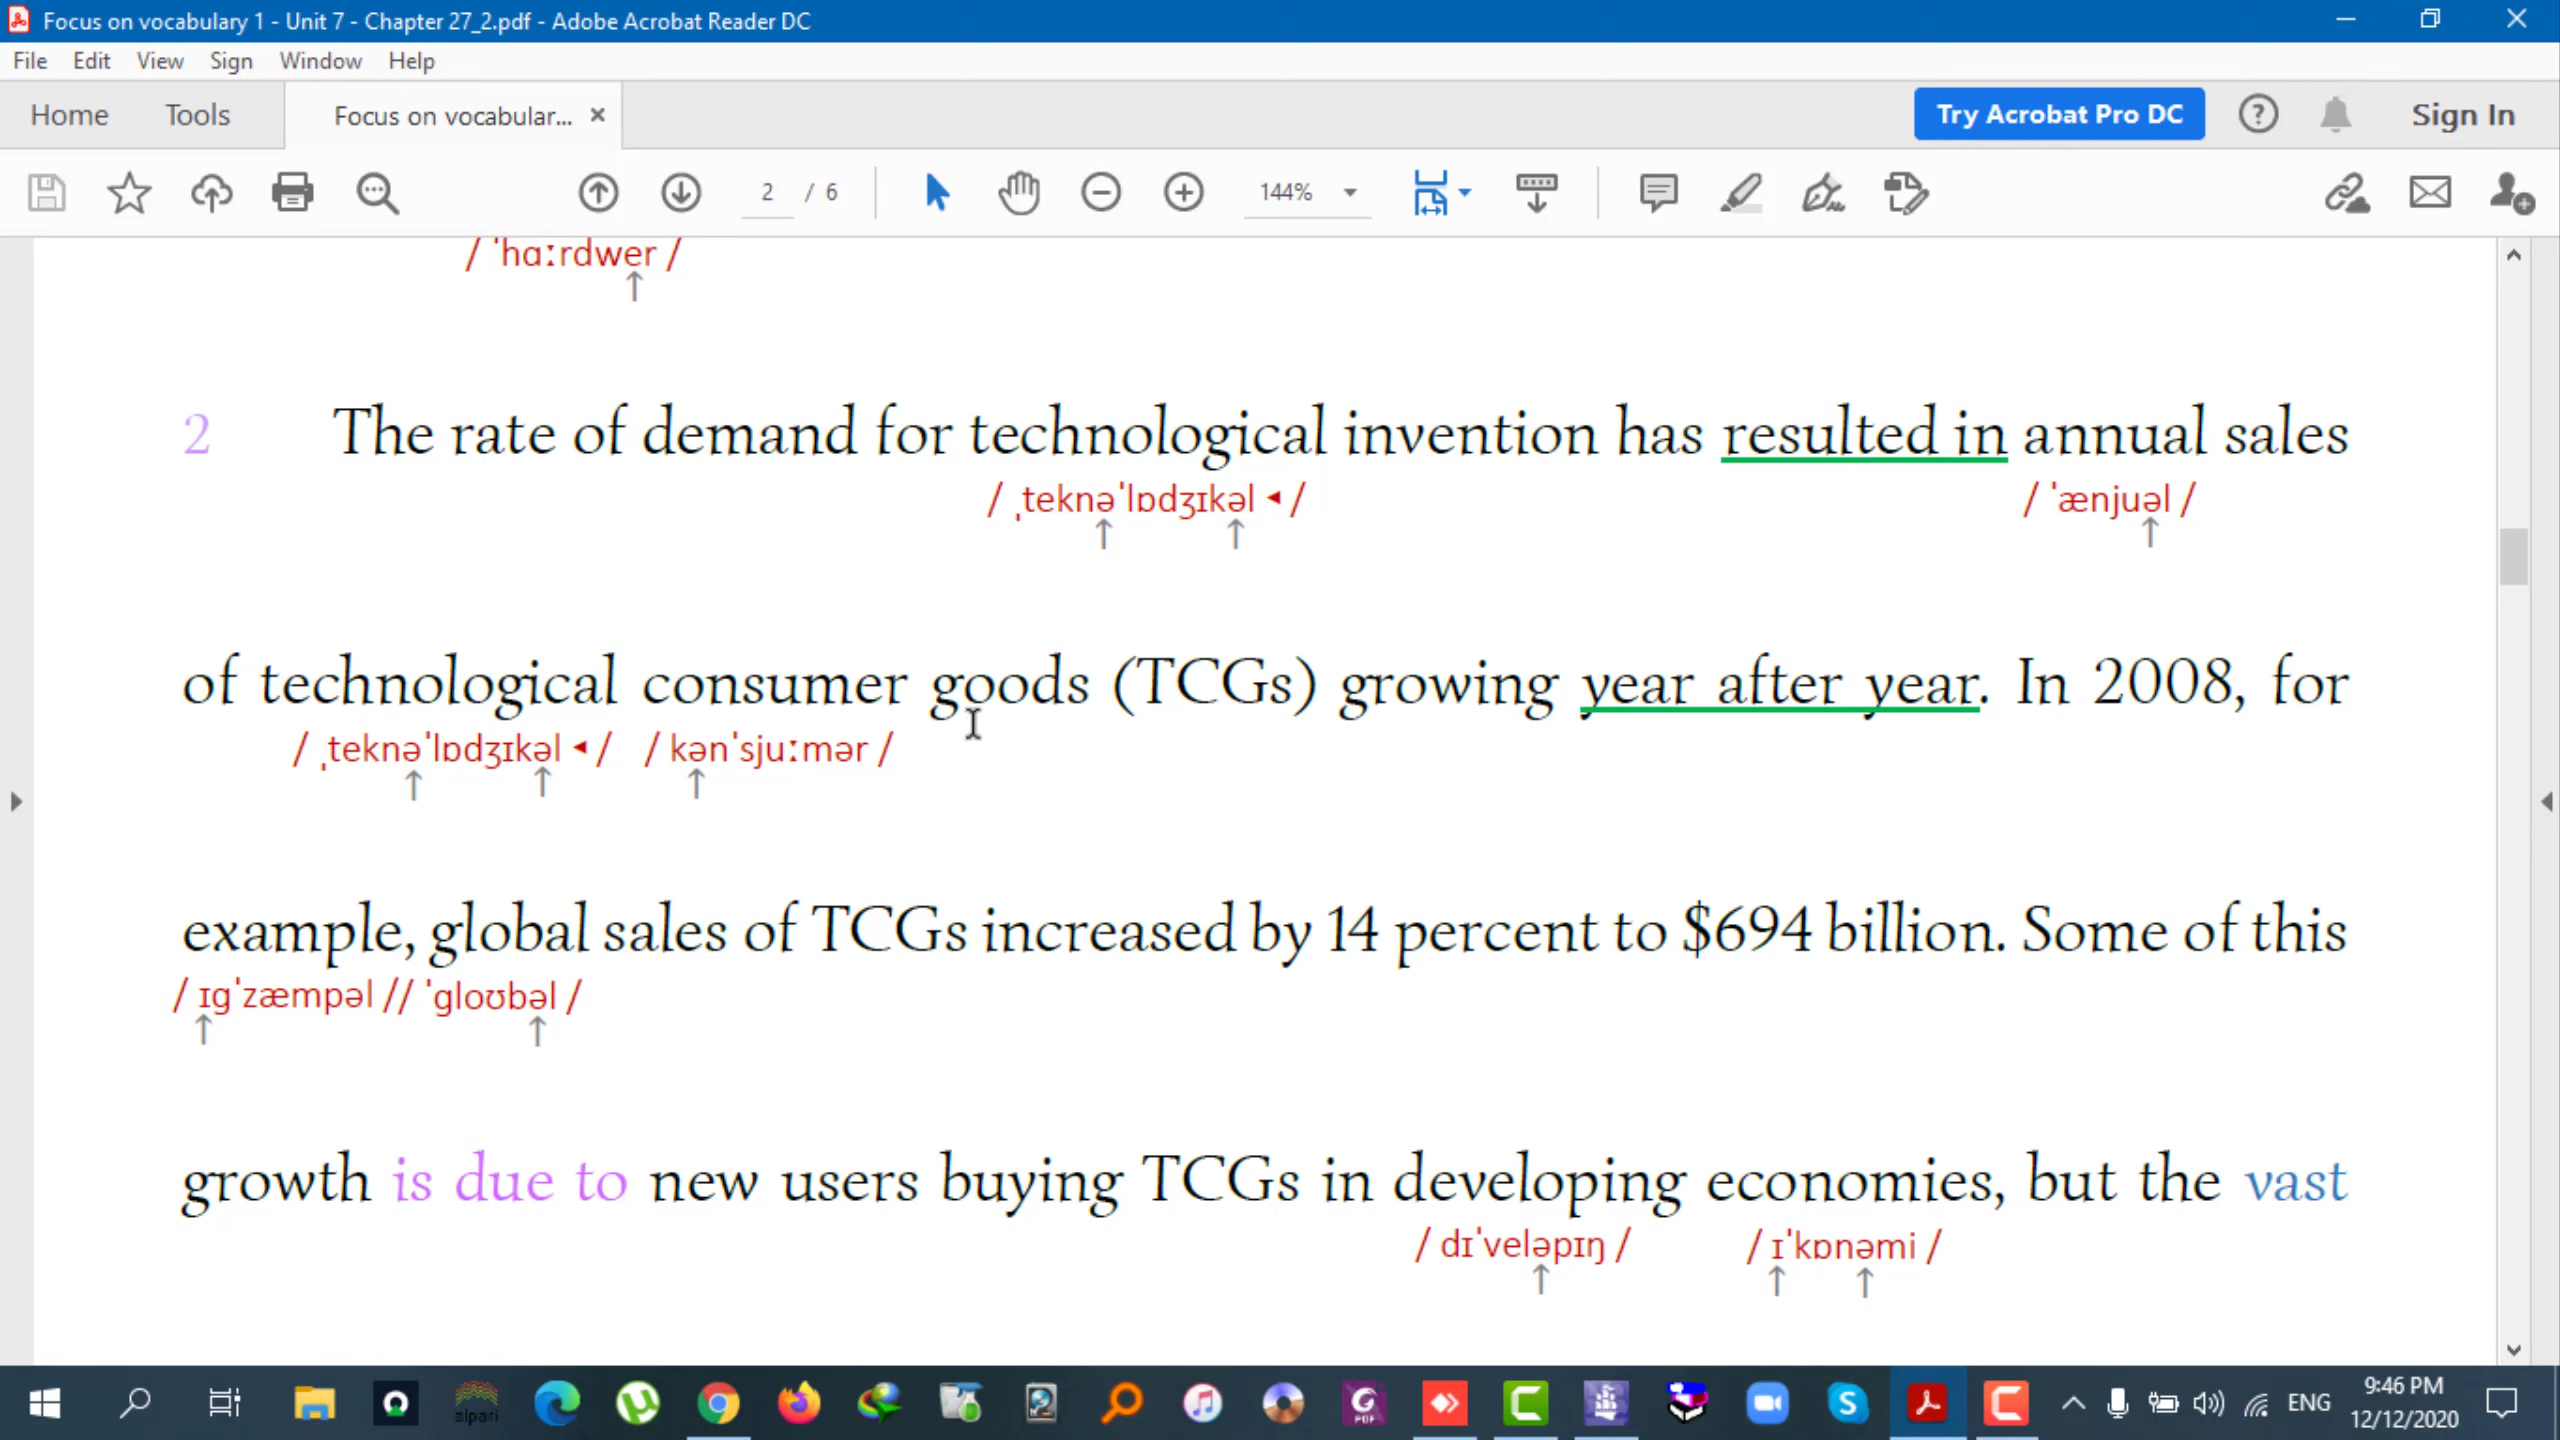 Focus on vocabulary 1 - Unit 7 - Chapter 27_2.pdf - Adobe Acrobat Reader DC
File Edit View Sign Window Help
Home Tools Focus on vocabular... × Try Acrobat Pro DC Sign In
2 / 6 144%
/ ˈhɑːrdwer /
↑
2 The rate of demand for technological invention has resulted in annual sales
/ ˌteknəˈlɒdʒɪkəl ◂ / / ˈænjuəl /
↑ ↑ ↑
of technological consumer goods (TCGs) growing year after year. In 2008, for
/ ˌteknəˈlɒdʒɪkəl ◂ / / kənˈsjuːmər /
↑ ↑ ↑
example, global sales of TCGs increased by 14 percent to $694 billion. Some of this
/ ɪgˈzæmpəl // ˈgloʊbəl /
↑ ↑
growth is due to new users buying TCGs in developing economies, but the vast
/ dɪˈveləpɪŋ / / ɪˈkɒnəmi /
↑ ↑ ↑
alpari PDF ENG 9:46 PM
12/12/2020